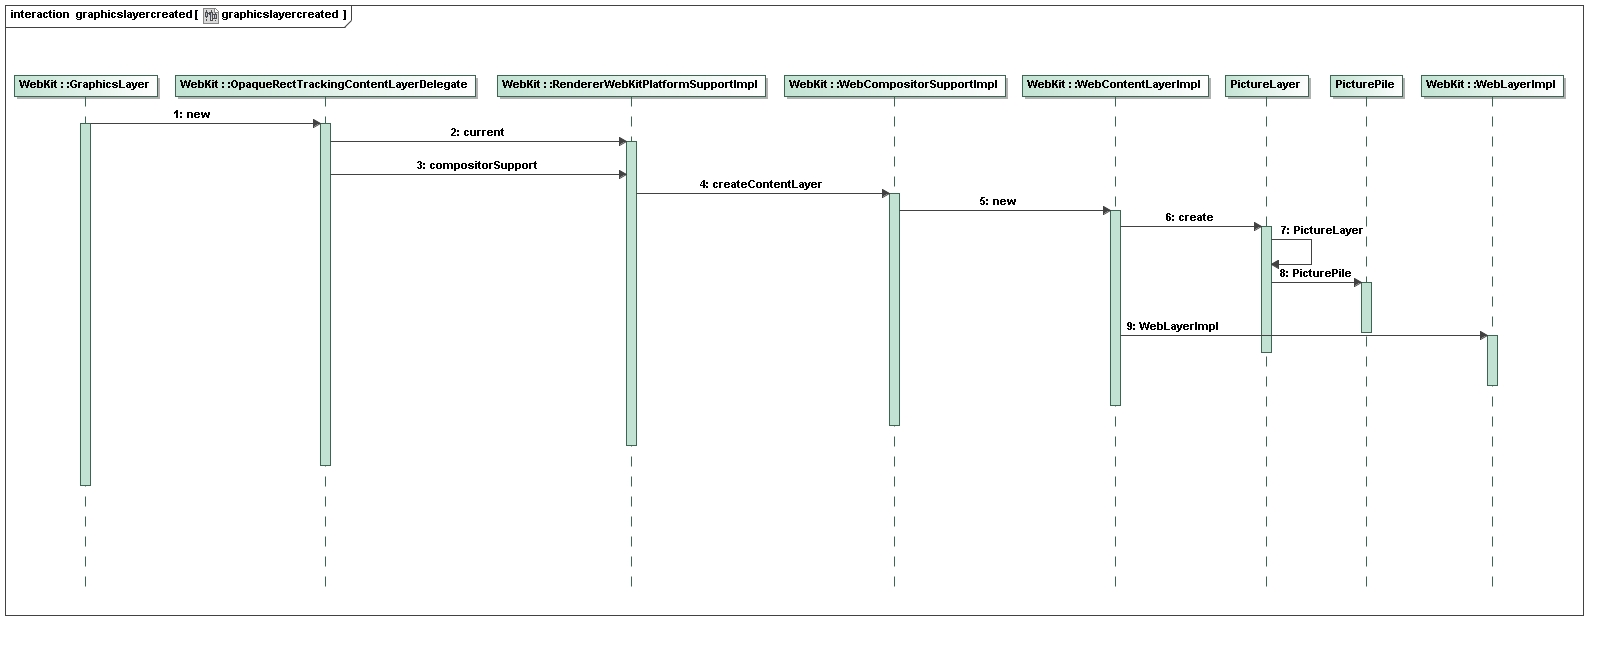 interaction graphicslayercreated [ graphicslayercreated ]
WebKit : :GraphicsLayer
WebKit : :OpaqueRectTrackingContentLayerDelegate
WebKit : :RendererWebKitPlatformSupportImpl
WebKit : :WebCompositorSupportImpl
WebKit : :WebContentLayerImpl
PictureLayer
PicturePile
WebKit : :WebLayerImpl
1: new
2: current
3: compositorSupport
4: createContentLayer
5: new
6: create
7: PictureLayer
8: PicturePile
9: WebLayerImpl